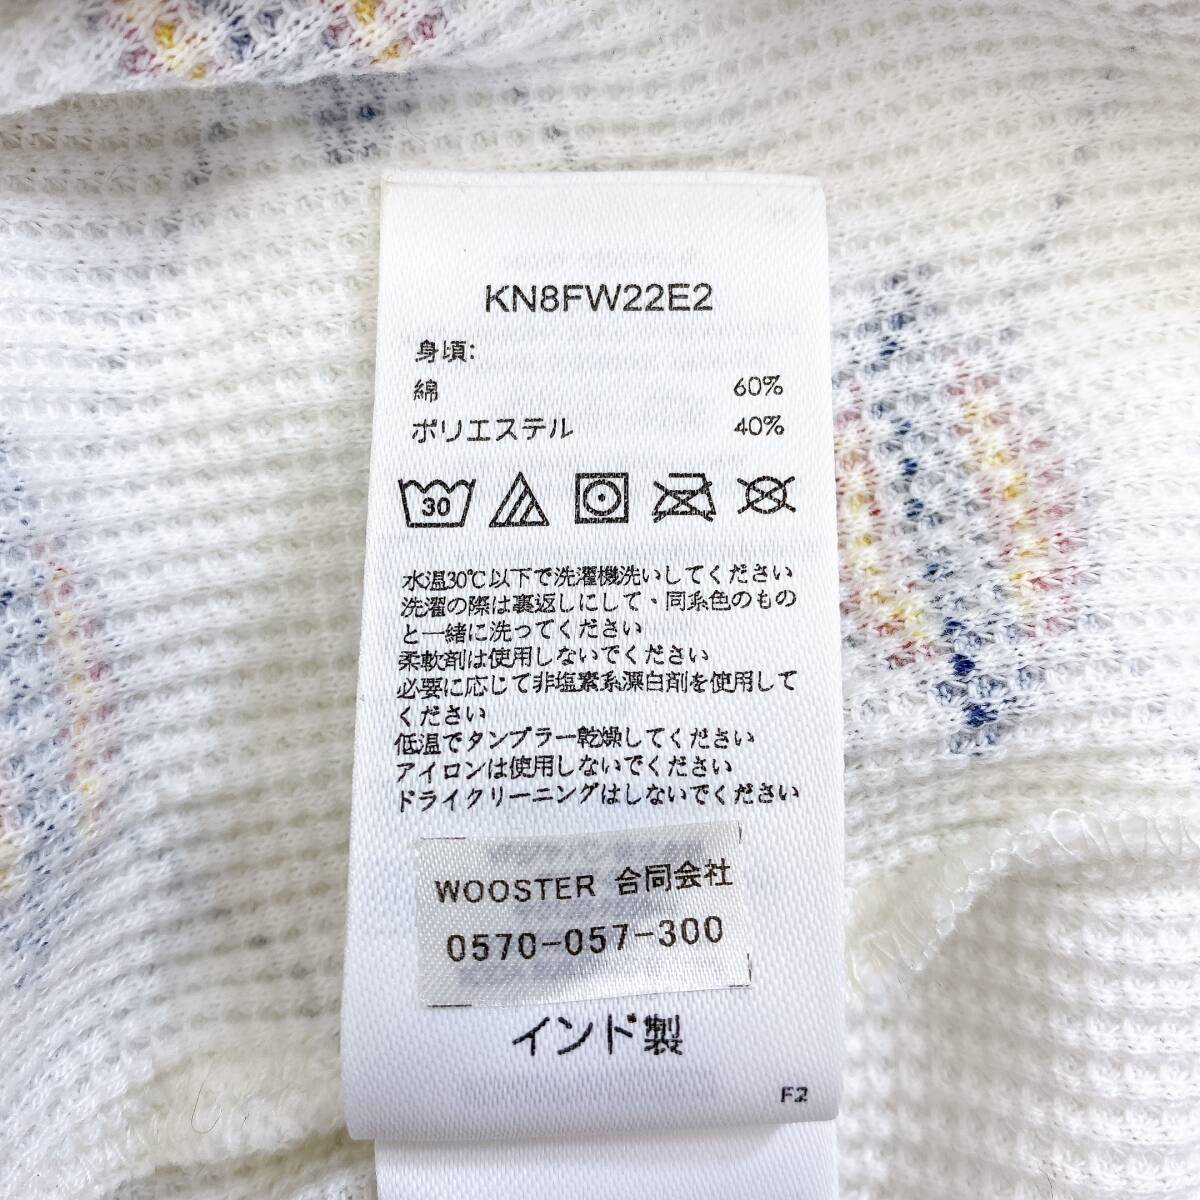 KN8FW22E2
身頃:
綿 60%
ポリエステル 40%
30
水温30℃以下で洗濯機洗いしてください
洗濯の際は裏返しにして、同系色のもの
と一緒に洗ってください
柔軟剤は使用しないでください
必要に応じて非塩素系漂白剤を使用して
ください
低温でタンブラー乾燥してください
アイロンは使用しないでください
ドライクリーニングはしないでください
WOOSTER 合同会社
0570-057-300
インド製
F2